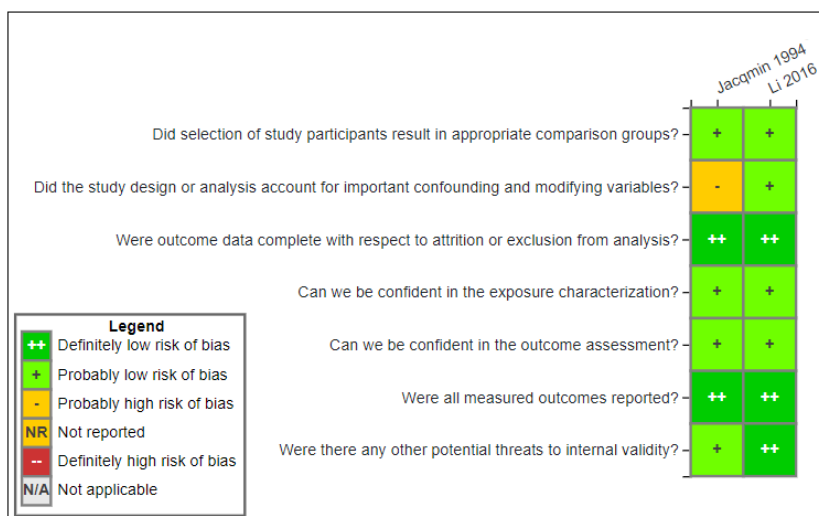 Jacqmin 1994
Li 2016
Did selection of study participants result in appropriate comparison groups?
+ +
Did the study design or analysis account for important confounding and modifying variables?
- +
Were outcome data complete with respect to attrition or exclusion from analysis?
++ ++
Can we be confident in the exposure characterization?
+ +
Can we be confident in the outcome assessment?
+ +
Were all measured outcomes reported?
++ ++
Were there any other potential threats to internal validity?
+ ++
Legend
++ Definitely low risk of bias
+ Probably low risk of bias
- Probably high risk of bias
NR Not reported
-- Definitely high risk of bias
N/A Not applicable